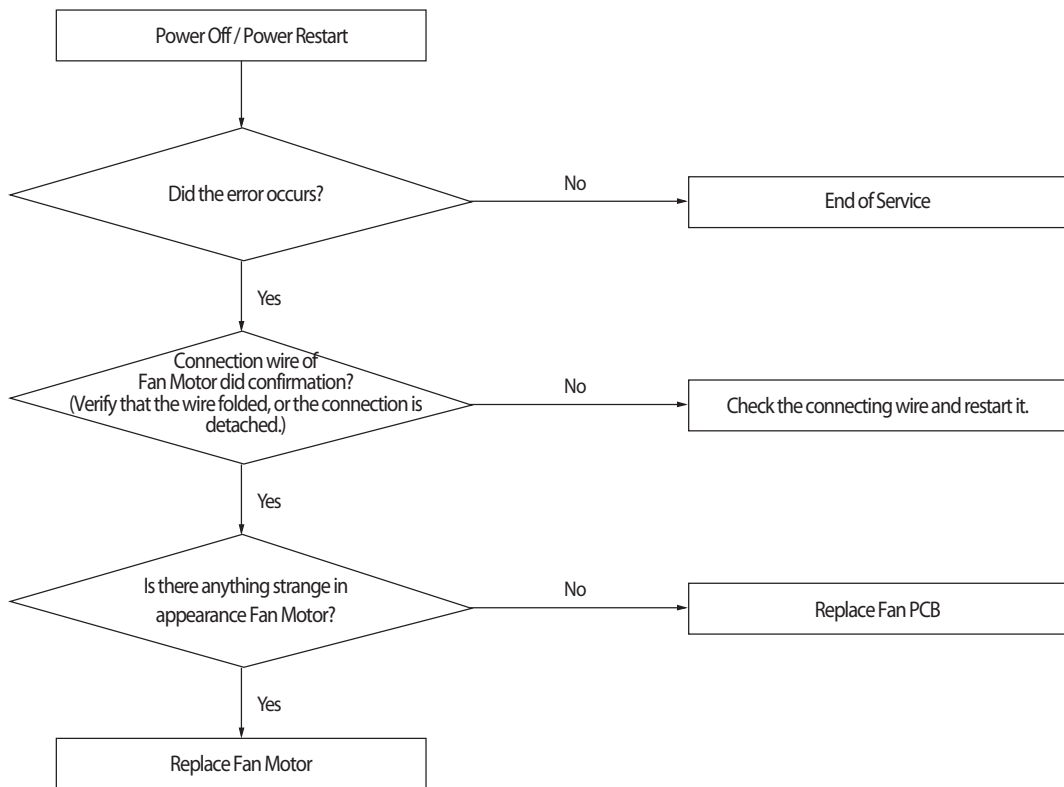 Power Off / Power Restart
Did the error occurs?
No
End of Service
Yes
Connection wire of
Fan Motor did confirmation?
(Verify that the wire folded, or the connection is
detached.)
No
Check the connecting wire and restart it.
Yes
Is there anything strange in
appearance Fan Motor?
No
Replace Fan PCB
Yes
Replace Fan Motor